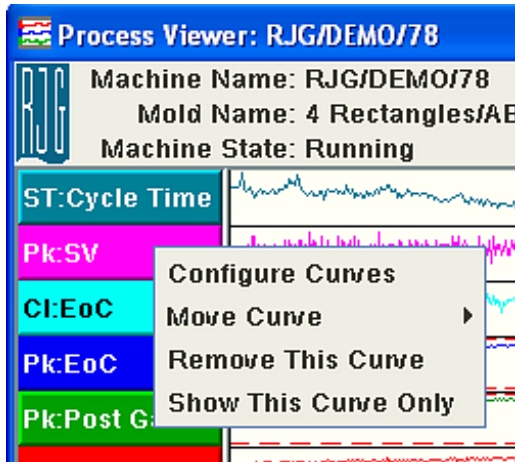 Process Viewer: RJG/DEMO/78
RJG
Machine Name: RJG/DEMO/78
Mold Name: 4 Rectangles/AB
Machine State: Running
ST:Cycle Time
Pk:SV
CI:EoC
Pk:EoC
Pk:Post G
Configure Curves
Move Curve
Remove This Curve
Show This Curve Only